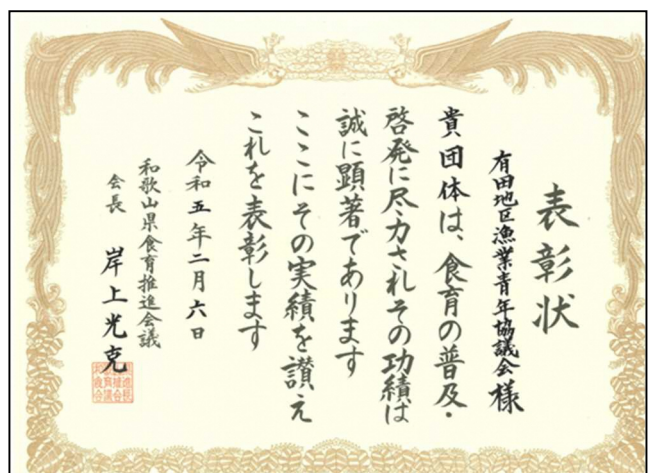 表彰状
有田地区漁業青年協議会様
貴団体は、食育の普及・
啓発に尽力されその功績は
誠に顕著であります
ここにその実績を讃え
これを表彰します
令和五年二月六日
和歌山県食育推進会議
会長 岸上光克